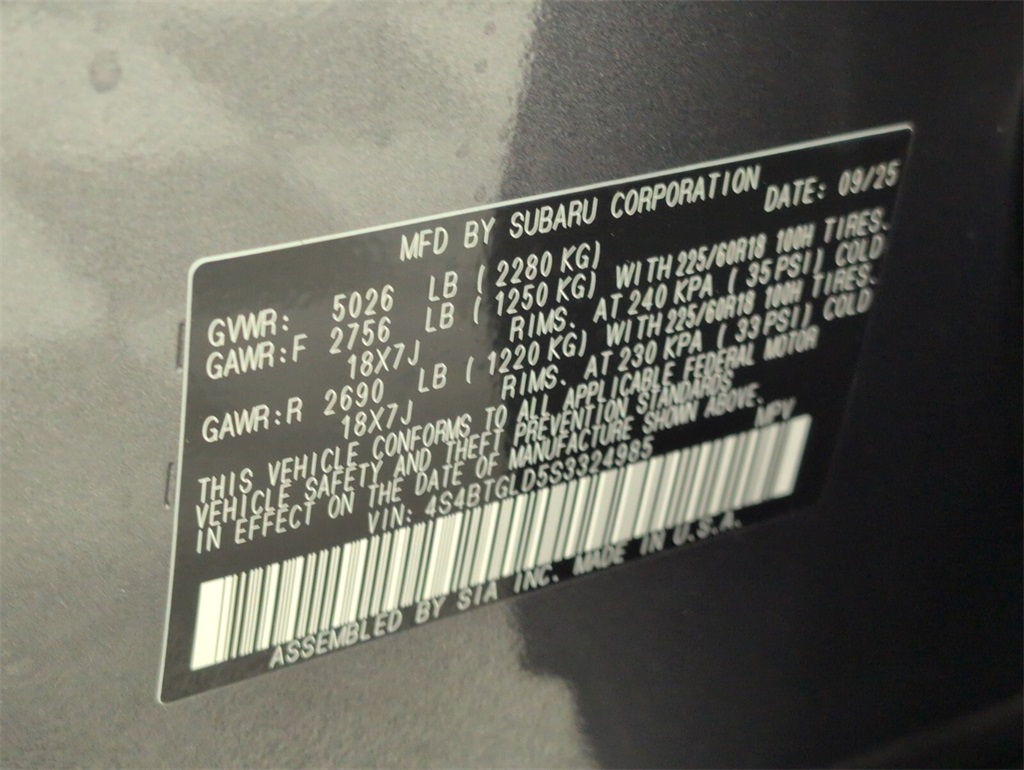 MFD BY SUBARU CORPORATION
DATE: 09/25
GVWR: 5026 LB ( 2280 KG)
GAWR:F 2756 LB ( 1250 KG) WITH 225/60R18 100H TIRES.
18X7J RIMS. AT 240 KPA ( 35 PSI) COLD
GAWR:R 2690 LB ( 1220 KG) WITH 225/60R18 100H TIRES.
18X7J RIMS. AT 230 KPA ( 33 PSI) COLD
THIS VEHICLE CONFORMS TO ALL APPLICABLE FEDERAL MOTOR
VEHICLE SAFETY AND THEFT PREVENTION STANDARDS
IN EFFECT ON THE DATE OF MANUFACTURE SHOWN ABOVE.
VIN: 4S4BTGLD5S3324985 MPV
ASSEMBLED BY SIA INC. MADE IN U.S.A.